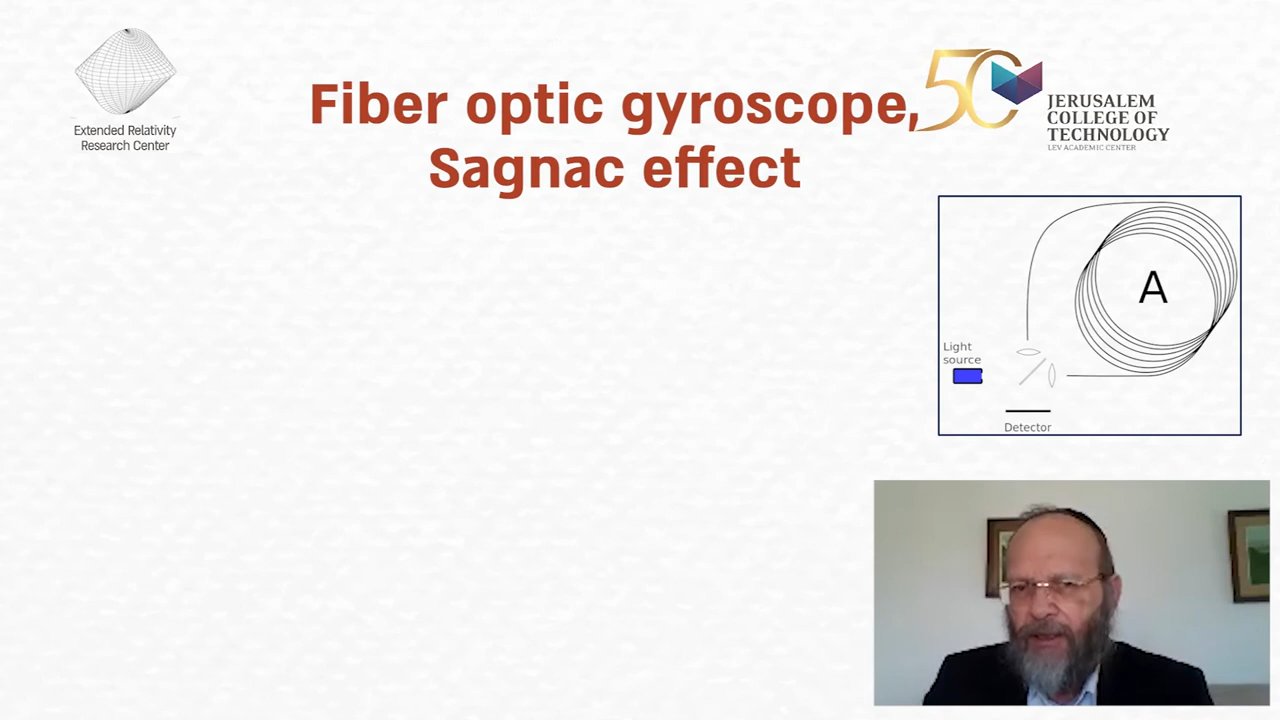 Extended Relativity
Research Center
Fiber optic gyroscope,
Sagnac effect
50
JERUSALEM
COLLEGE OF
TECHNOLOGY
LEV ACADEMIC CENTER
A
Light
source
Detector